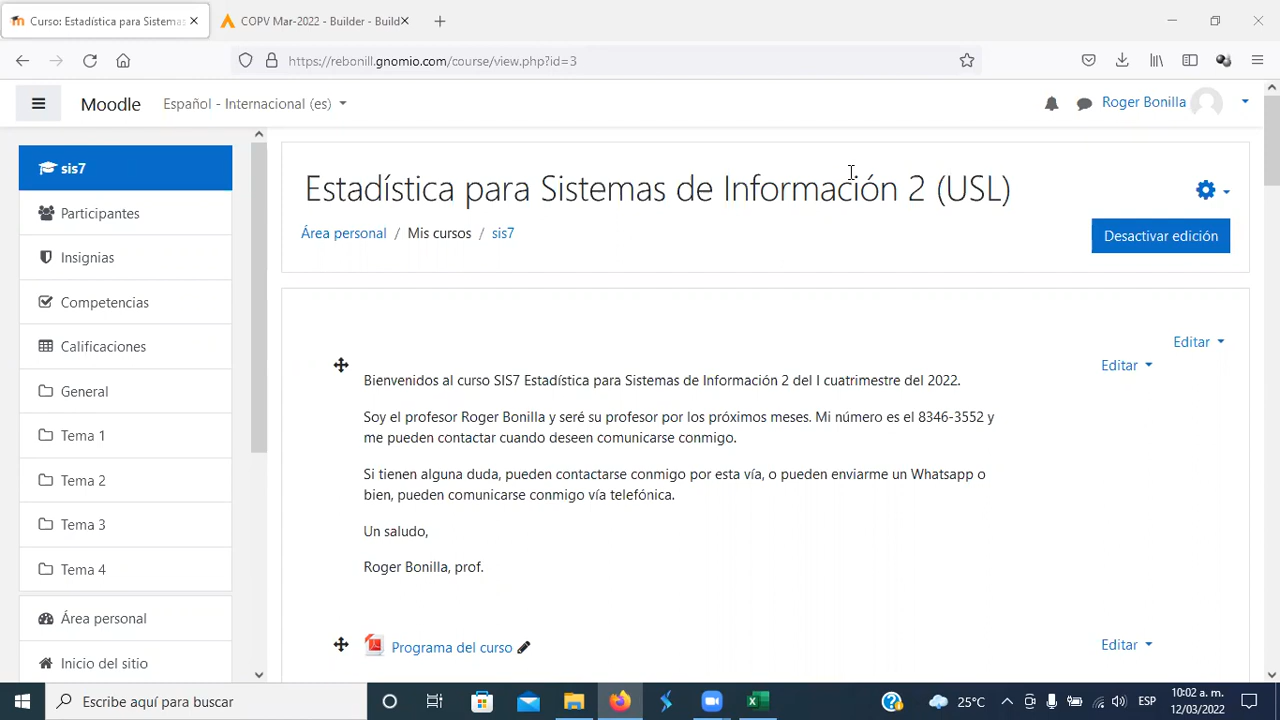 Curso: Estadística para Sistemas
COPV Mar-2022 - Builder - Build
https://rebonill.gnomio.com/course/view.php?id=3
Moodle
Español - Internacional (es)
Roger Bonilla
sis7
Participantes
Insignias
Competencias
Calificaciones
General
Tema 1
Tema 2
Tema 3
Tema 4
Área personal
Inicio del sitio
Estadística para Sistemas de Información 2 (USL)
Área personal / Mis cursos / sis7
Desactivar edición
Editar
Editar
Bienvenidos al curso SIS7 Estadística para Sistemas de Información 2 del I cuatrimestre del 2022.
Soy el profesor Roger Bonilla y seré su profesor por los próximos meses. Mi número es el 8346-3552 y
me pueden contactar cuando deseen comunicarse conmigo.
Si tienen alguna duda, pueden contactarse conmigo por esta vía, o pueden enviarme un Whatsapp o
bien, pueden comunicarse conmigo vía telefónica.
Un saludo,
Roger Bonilla, prof.
Programa del curso
Editar
Escribe aquí para buscar
25°C
ESP
10:02 a. m.
12/03/2022